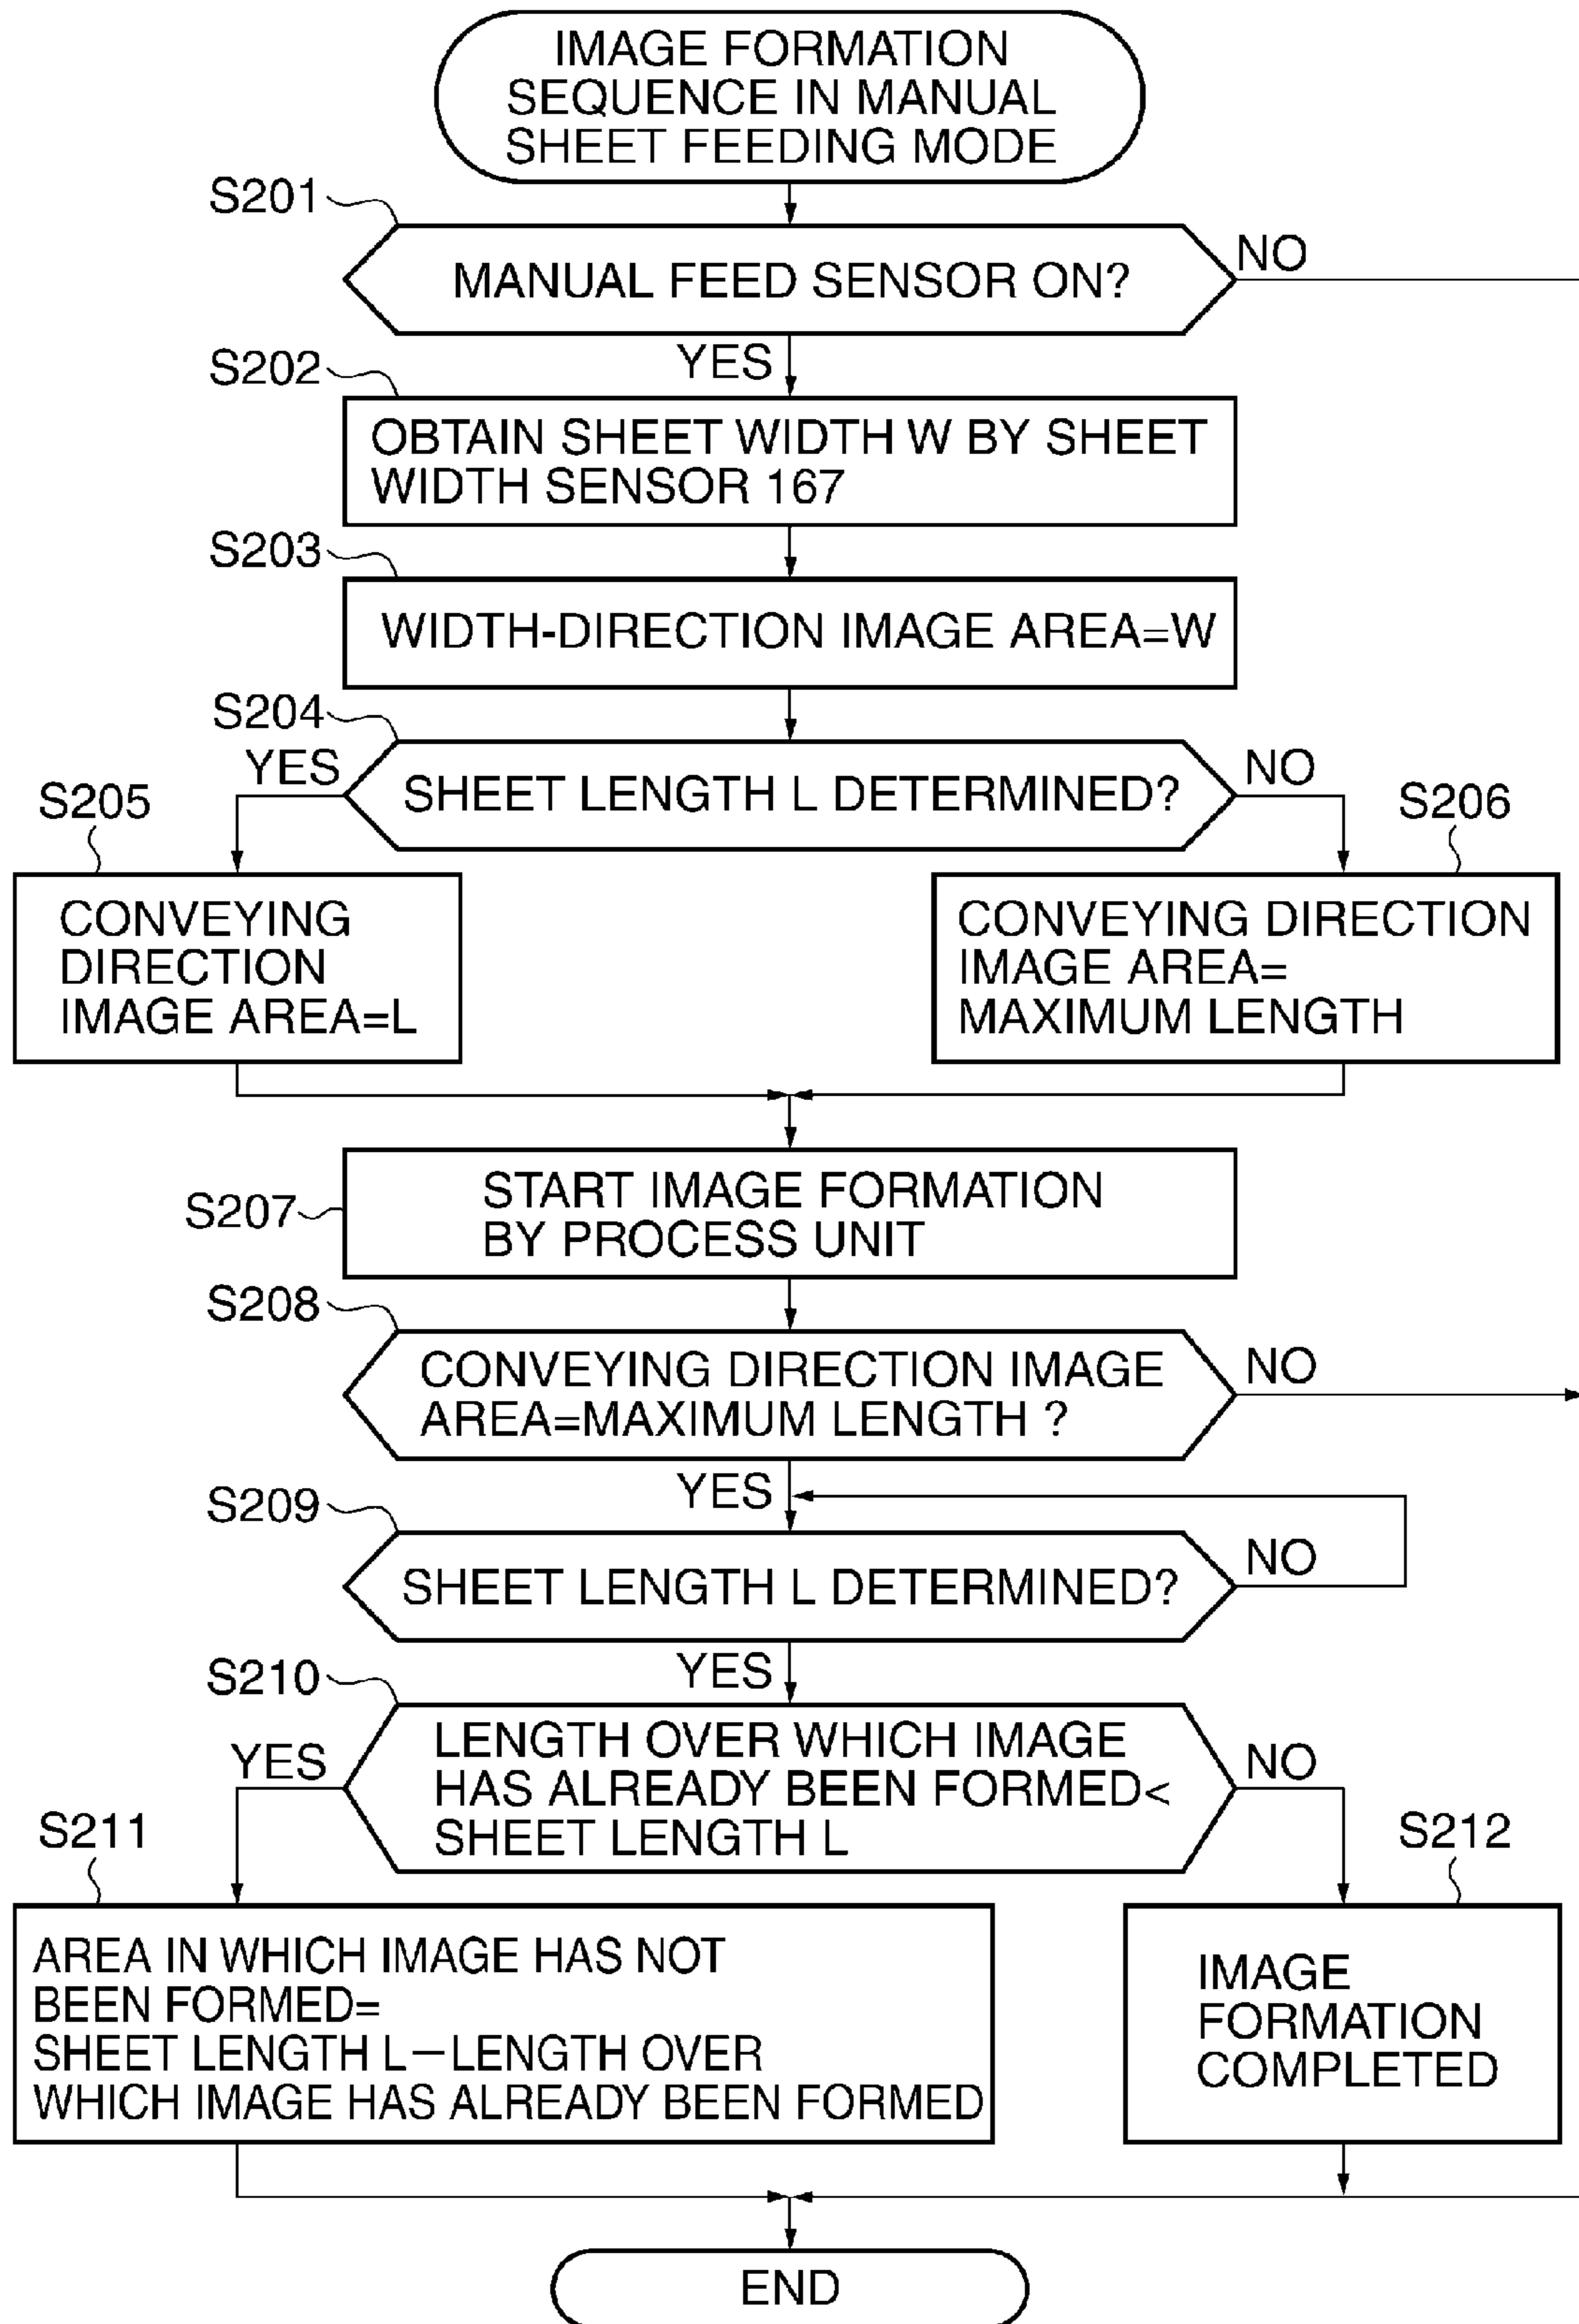 IMAGE FORMATION
SEQUENCE IN MANUAL
SHEET FEEDING MODE
S201
MANUAL FEED SENSOR ON?
NO
YES
S202
OBTAIN SHEET WIDTH W BY SHEET
WIDTH SENSOR 167
S203
WIDTH-DIRECTION IMAGE AREA=W
S204
YES
SHEET LENGTH L DETERMINED?
NO
S205
CONVEYING
DIRECTION
IMAGE AREA=L
S206
CONVEYING DIRECTION
IMAGE AREA=
MAXIMUM LENGTH
S207
START IMAGE FORMATION
BY PROCESS UNIT
S208
CONVEYING DIRECTION IMAGE
AREA=MAXIMUM LENGTH ?
NO
YES
S209
SHEET LENGTH L DETERMINED?
NO
YES
S210
YES
LENGTH OVER WHICH IMAGE
HAS ALREADY BEEN FORMED<
SHEET LENGTH L
NO
S211
AREA IN WHICH IMAGE HAS NOT
BEEN FORMED=
SHEET LENGTH L—LENGTH OVER
WHICH IMAGE HAS ALREADY BEEN FORMED
S212
IMAGE
FORMATION
COMPLETED
END